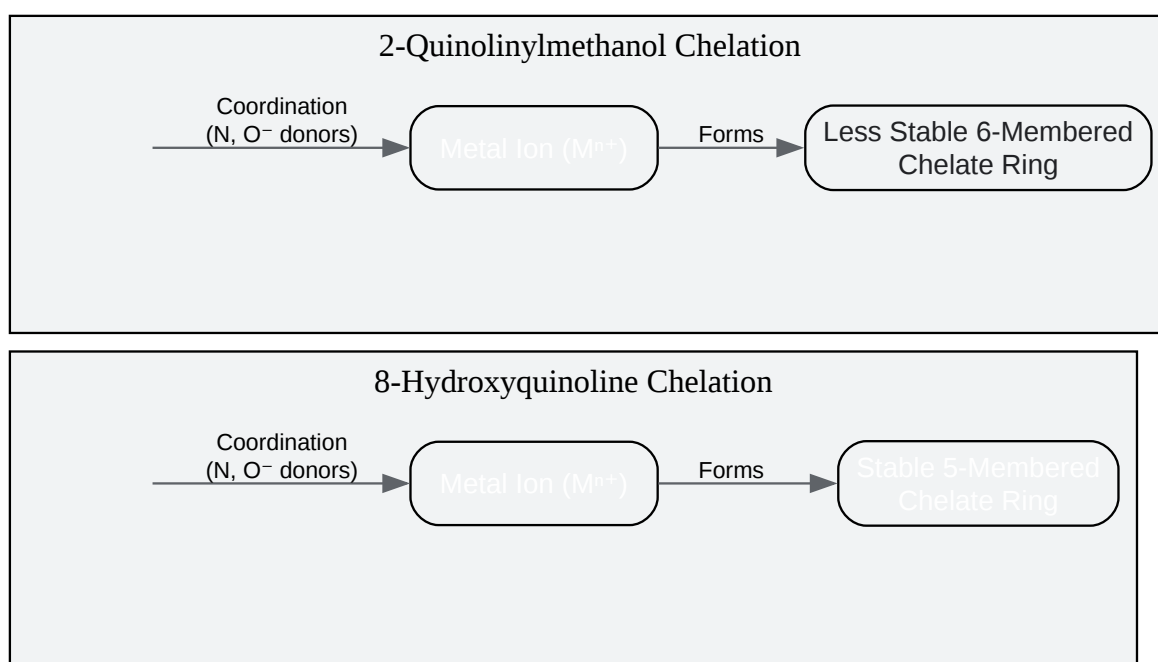 2-Quinolinylmethanol Chelation
Coordination
(N, O⁻ donors)
Metal Ion (Mⁿ⁺)
Forms
Less Stable 6-Membered
Chelate Ring
8-Hydroxyquinoline Chelation
Coordination
(N, O⁻ donors)
Metal Ion (Mⁿ⁺)
Forms
Stable 5-Membered
Chelate Ring